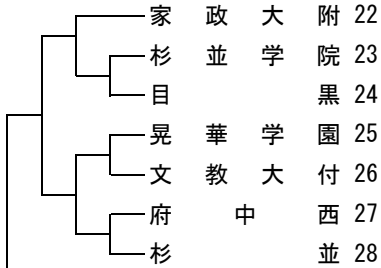 家政大附 22
杉並学院 23
目黒 24
晃華学園 25
文教大付 26
府中西 27
杉並 28